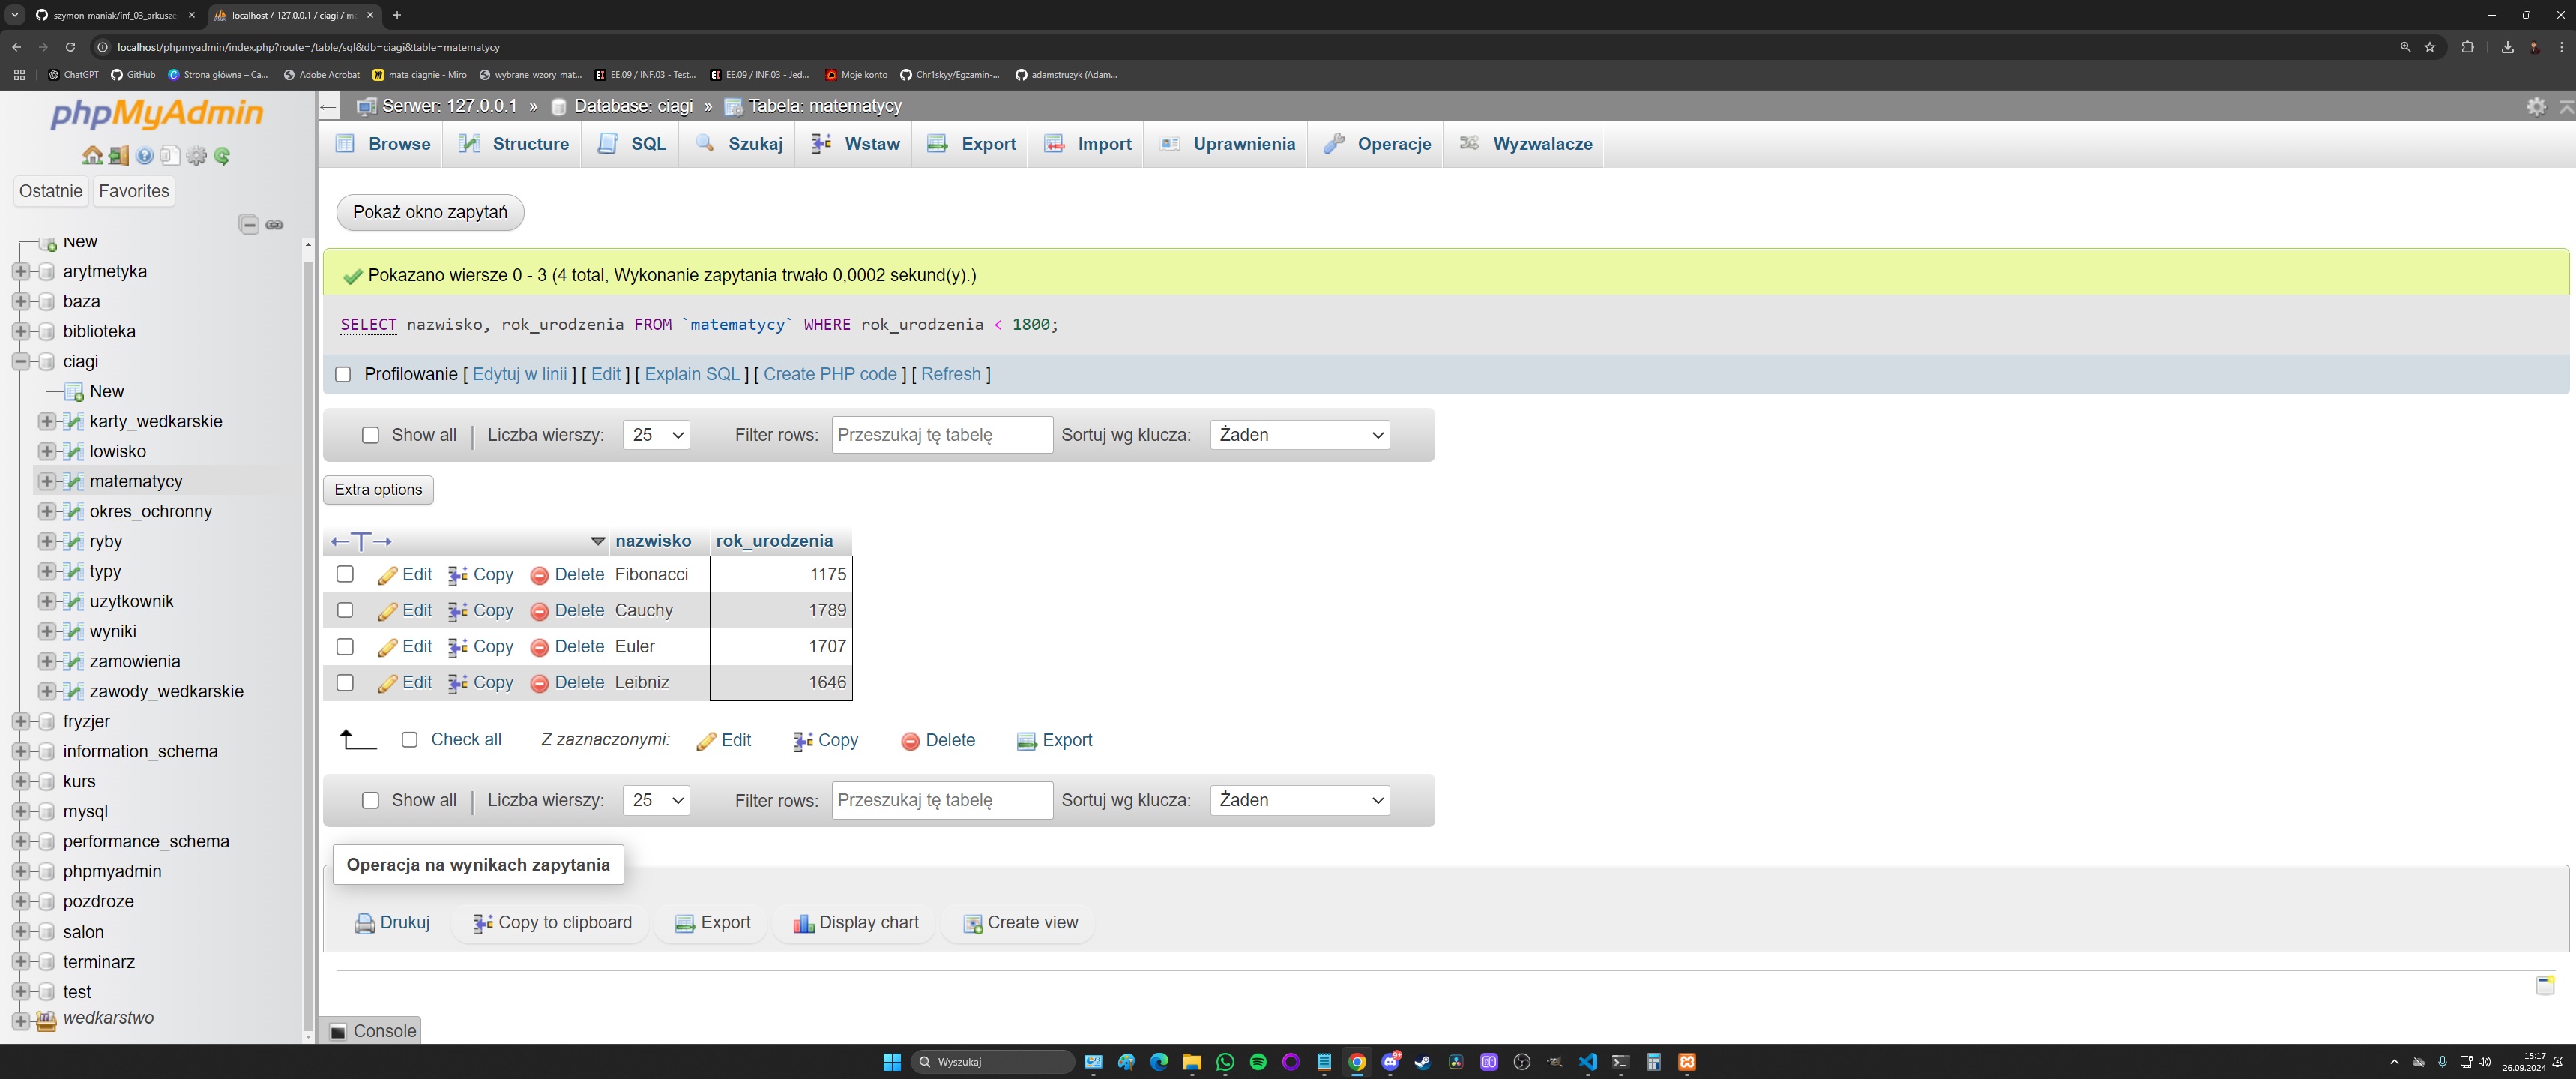 szymon-maniak/inf_03_arkusze
localhost / 127.0.0.1 / ciagi / ma
localhost/phpmyadmin/index.php?route=/table/sql&db=ciagi&table=matematycy
ChatGPT GitHub Strona główna – Ca... Adobe Acrobat mata ciagnie - Miro wybrane_wzory_mat... EE.09 / INF.03 - Test... EE.09 / INF.03 - Jed... Moje konto Chr1skyy/Egzamin-... adamstruzyk (Adam...
phpMyAdmin
Ostatnie Favorites
New
arytmetyka
baza
biblioteka
ciagi
New
karty_wedkarskie
lowisko
matematycy
okres_ochronny
ryby
typy
uzytkownik
wyniki
zamowienia
zawody_wedkarskie
fryzjer
information_schema
kurs
mysql
performance_schema
phpmyadmin
pozdroze
salon
terminarz
test
wedkarstwo
Serwer: 127.0.0.1 » Database: ciagi » Tabela: matematycy
Browse Structure SQL Szukaj Wstaw Export Import Uprawnienia Operacje Wyzwalacze
Pokaż okno zapytań
Pokazano wiersze 0 - 3 (4 total, Wykonanie zapytania trwało 0,0002 sekund(y).)
SELECT nazwisko, rok_urodzenia FROM `matematycy` WHERE rok_urodzenia < 1800;
Profilowanie [ Edytuj w linii ] [ Edit ] [ Explain SQL ] [ Create PHP code ] [ Refresh ]
Show all | Liczba wierszy: 25 Filter rows: Przeszukaj tę tabelę Sortuj wg klucza: Żaden
Extra options
←T→ nazwisko rok_urodzenia
Edit Copy Delete Fibonacci 1175
Edit Copy Delete Cauchy 1789
Edit Copy Delete Euler 1707
Edit Copy Delete Leibniz 1646
Check all Z zaznaczonymi: Edit Copy Delete Export
Show all | Liczba wierszy: 25 Filter rows: Przeszukaj tę tabelę Sortuj wg klucza: Żaden
Operacja na wynikach zapytania
Drukuj Copy to clipboard Export Display chart Create view
Console
Wyszukaj
15:17
26.09.2024